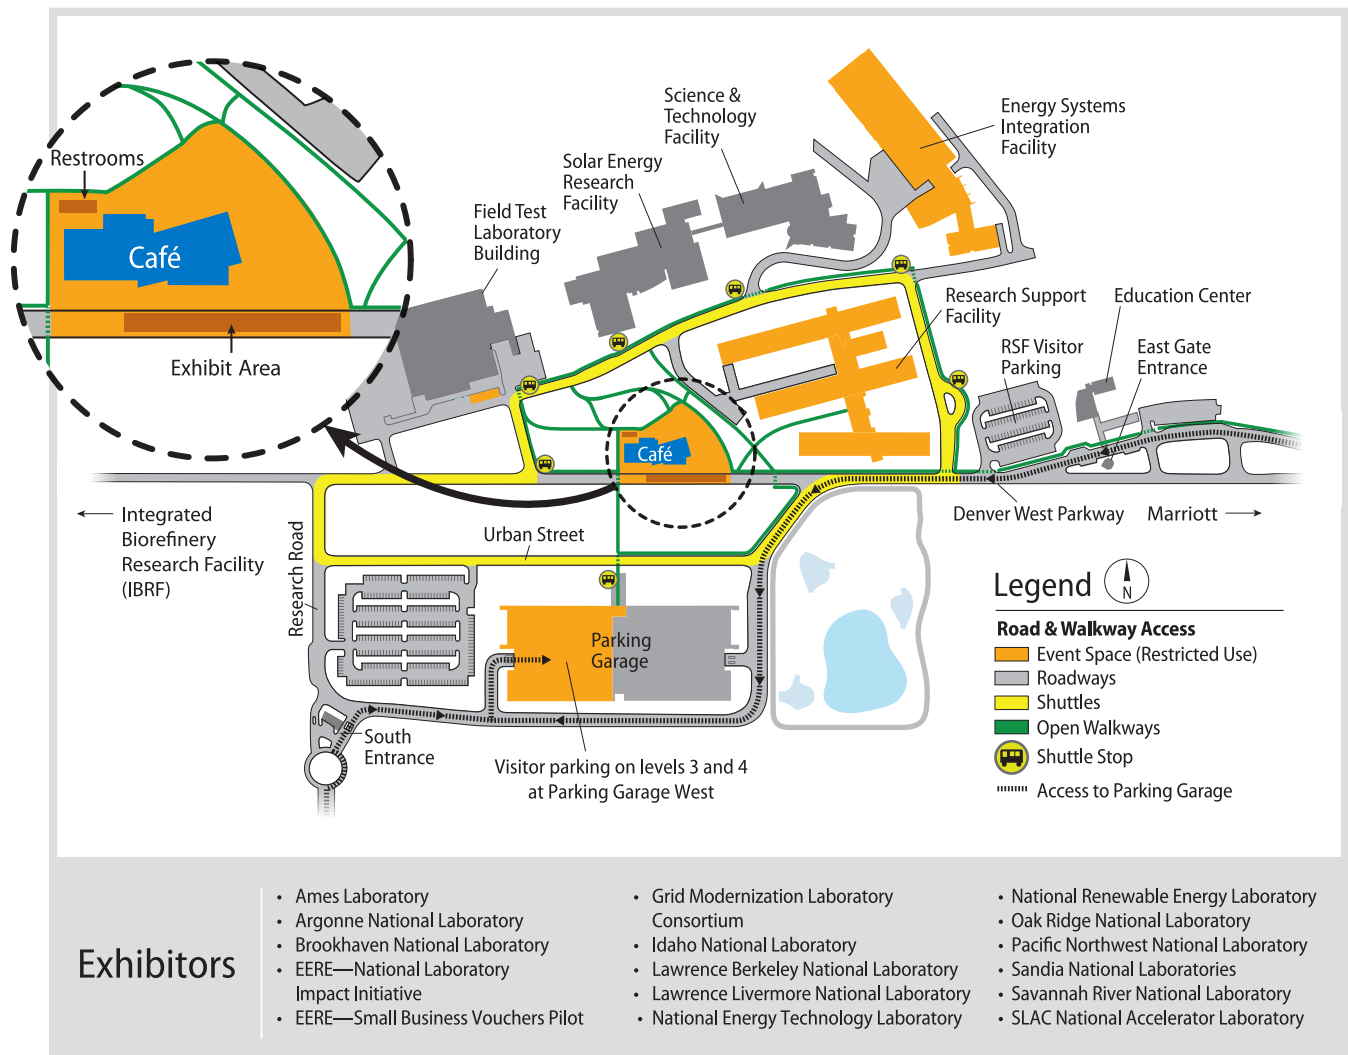 Restrooms
Café
Exhibit Area
Field Test
Laboratory
Building
Solar Energy
Research
Facility
Science &
Technology
Facility
Energy Systems
Integration
Facility
Research Support
Facility
Education Center
RSF Visitor
Parking
East Gate
Entrance
Café
Integrated
Biorefinery
Research Facility
(IBRF)
Research Road
Urban Street
Denver West Parkway
Marriott
Parking
Garage
South
Entrance
Visitor parking on levels 3 and 4
at Parking Garage West
Legend
N
Road & Walkway Access
Event Space (Restricted Use)
Roadways
Shuttles
Open Walkways
Shuttle Stop
Access to Parking Garage
Exhibitors
• Ames Laboratory
• Argonne National Laboratory
• Brookhaven National Laboratory
• EERE—National Laboratory
Impact Initiative
• EERE—Small Business Vouchers Pilot
• Grid Modernization Laboratory
Consortium
• Idaho National Laboratory
• Lawrence Berkeley National Laboratory
• Lawrence Livermore National Laboratory
• National Energy Technology Laboratory
• National Renewable Energy Laboratory
• Oak Ridge National Laboratory
• Pacific Northwest National Laboratory
• Sandia National Laboratories
• Savannah River National Laboratory
• SLAC National Accelerator Laboratory